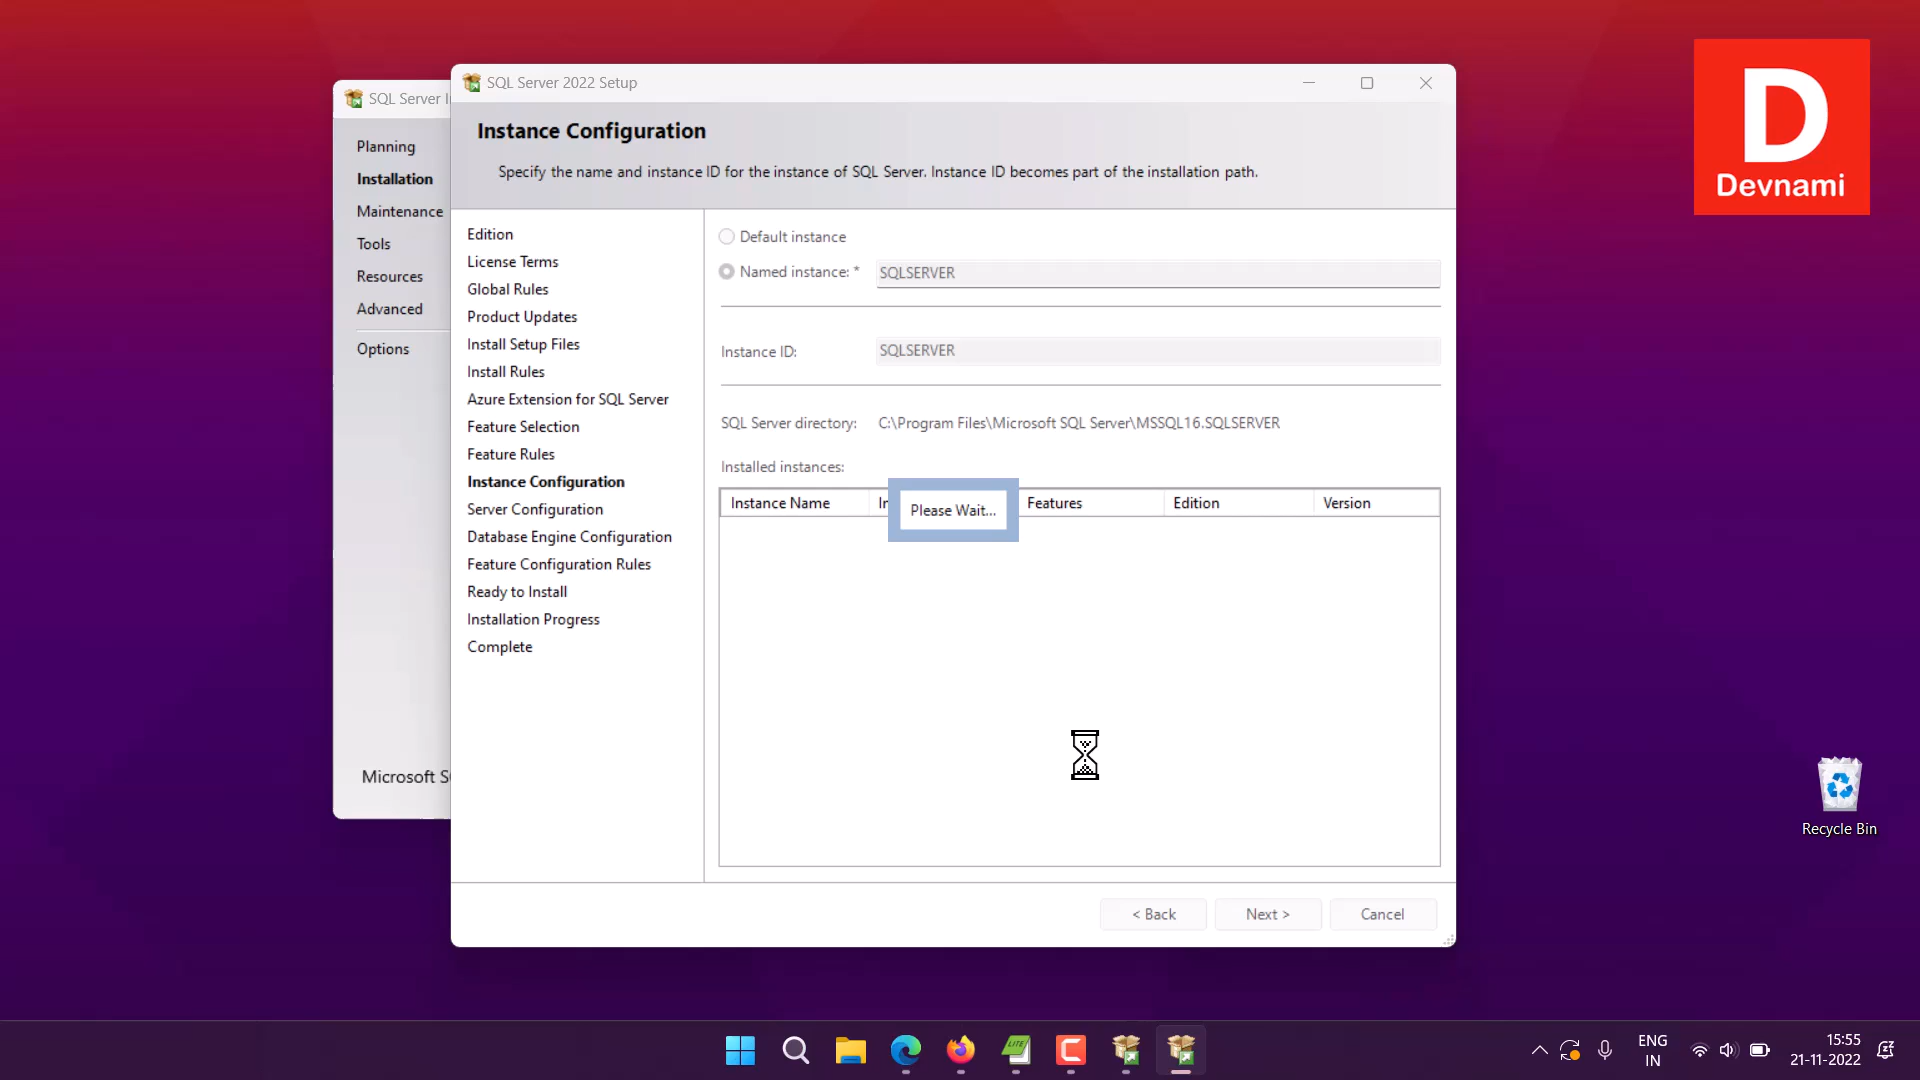 SQL Server I
Planning
Installation
Maintenance
Tools
Resources
Advanced
Options
Microsoft S
SQL Server 2022 Setup
Instance Configuration
Specify the name and instance ID for the instance of SQL Server. Instance ID becomes part of the installation path.
Edition
License Terms
Global Rules
Product Updates
Install Setup Files
Install Rules
Azure Extension for SQL Server
Feature Selection
Feature Rules
Instance Configuration
Server Configuration
Database Engine Configuration
Feature Configuration Rules
Ready to Install
Installation Progress
Complete
Default instance
Named instance: * SQLSERVER
Instance ID: SQLSERVER
SQL Server directory: C:\Program Files\Microsoft SQL Server\MSSQL16.SQLSERVER
Installed instances:
Instance Name Features Edition Version
Please Wait...
< Back Next > Cancel
D
Devnami
Recycle Bin
LITE
C
ENG
IN
15:55
21-11-2022